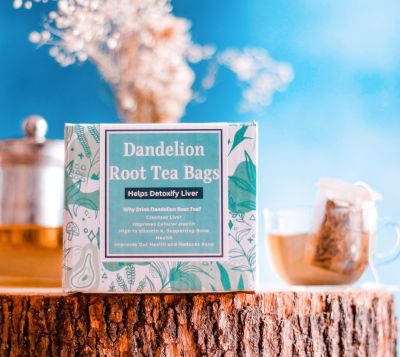 Dandelion
Root Tea Bags
Helps Detoxify Liver
Why Drink Dandelion Root Tea?
Cleanses Liver
Improves Cellular Health
High in Vitamin K, Supporting Bone
Health
Improves Gut Health and Reduces Acne